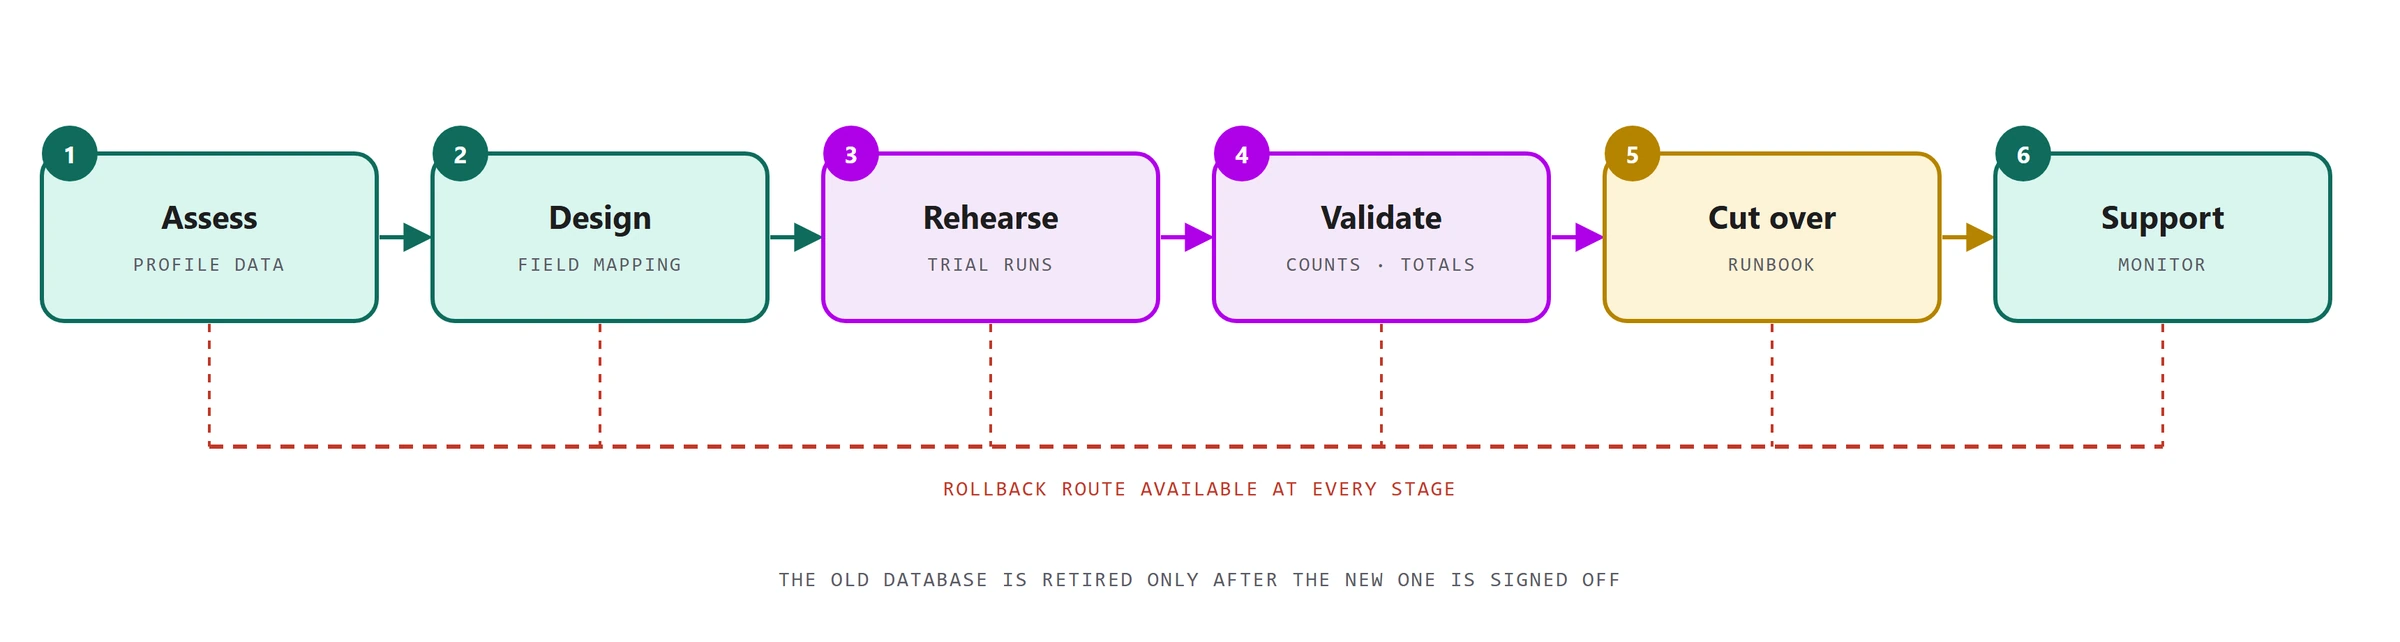 1
Assess
PROFILE DATA
2
Design
FIELD MAPPING
3
Rehearse
TRIAL RUNS
4
Validate
COUNTS · TOTALS
5
Cut over
RUNBOOK
6
Support
MONITOR
ROLLBACK ROUTE AVAILABLE AT EVERY STAGE
THE OLD DATABASE IS RETIRED ONLY AFTER THE NEW ONE IS SIGNED OFF